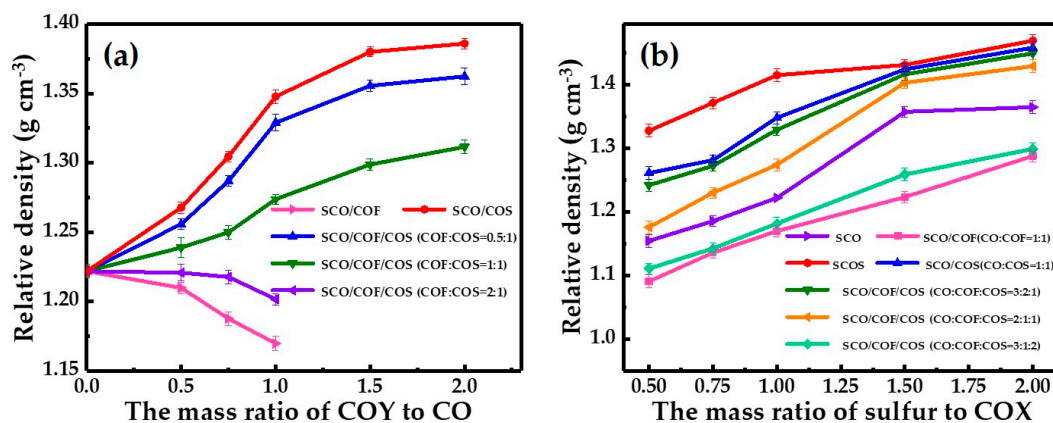 (a)
1.40
1.35
1.30
1.25
1.20
1.15
Relative density (g cm-3)
SCO/COF SCO/COS
SCO/COF/COS (COF:COS=0.5:1)
SCO/COF/COS (COF:COS=1:1)
SCO/COF/COS (COF:COS=2:1)
0.0 0.5 1.0 1.5 2.0
The mass ratio of COY to CO
(b)
1.4
1.3
1.2
1.1
1.0
Relative density (g cm-3)
SCO SCO/COF(CO:COF=1:1)
SCOS SCO/COS(CO:COS=1:1)
SCO/COF/COS (CO:COF:COS=3:2:1)
SCO/COF/COS (CO:COF:COS=2:1:1)
SCO/COF/COS (CO:COF:COS=3:1:2)
0.50 0.75 1.00 1.25 1.50 1.75 2.00
The mass ratio of sulfur to COX